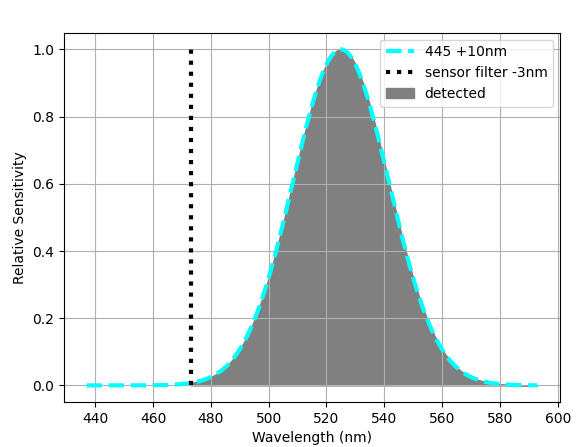 445 +10nm
sensor filter -3nm
detected
1.0
0.8
0.6
0.4
0.2
0.0
Relative Sensitivity
440 460 480 500 520 540 560 580 600
Wavelength (nm)